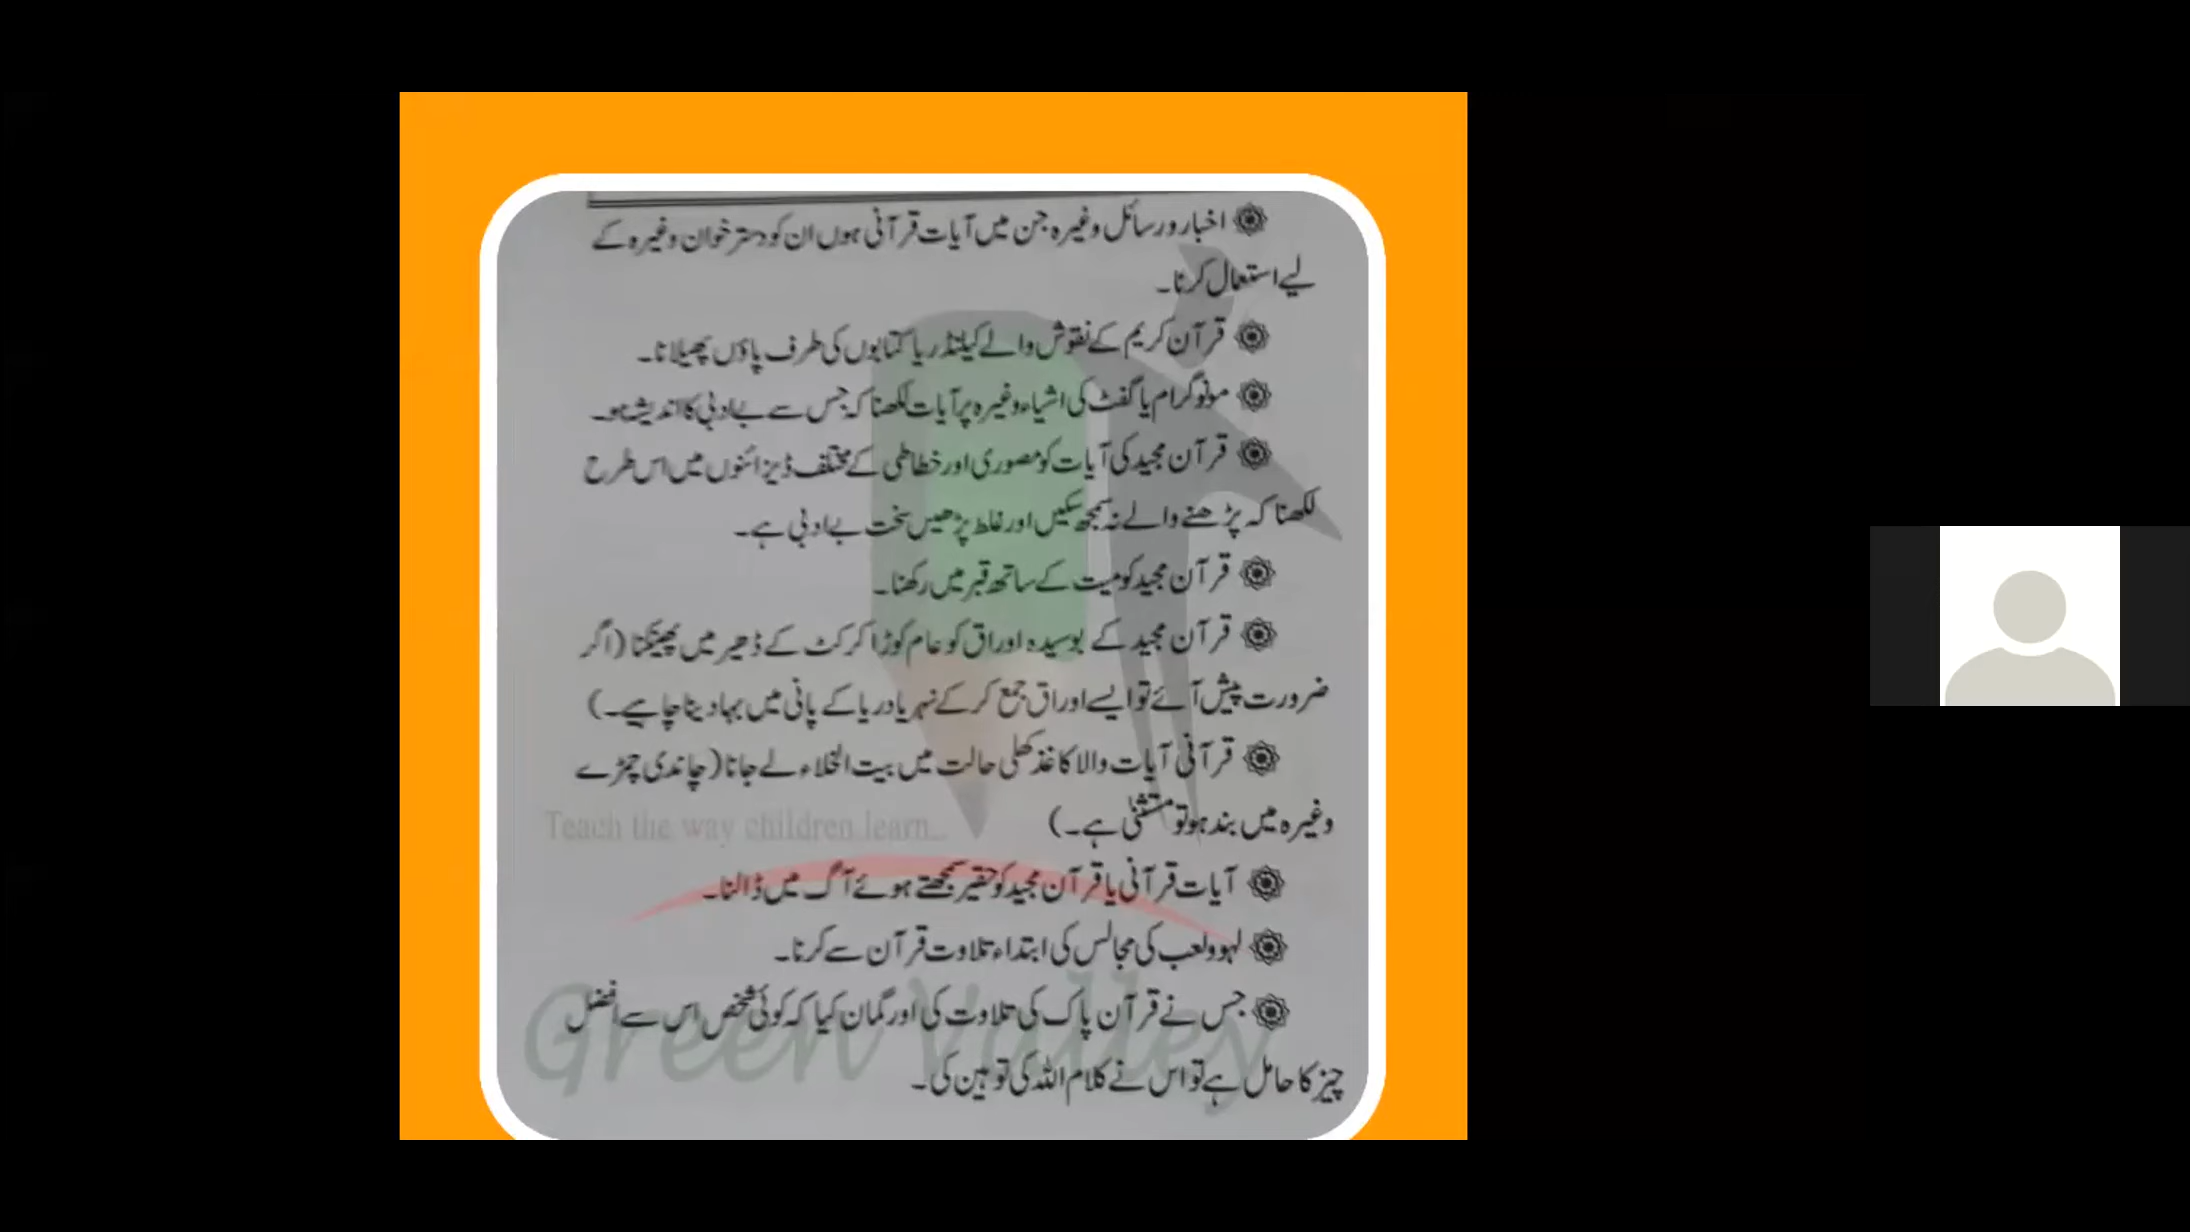 اخبار و رسائل وغیرہ جن میں آیات قرآنی ہوں ان کو دستر خوان وغیرہ کے
لیے استعمال کرنا۔
قرآن کریم کے نقوش والے کیلنڈر یا کتابوں کی طرف پاؤں پھیلانا۔
مونوگرام یا گفٹ کی اشیاء وغیرہ پر آیات لکھنا کہ جس سے بے ادبی کا اندیشہ ہو۔
قرآن مجید کی آیات کو مصوری اور خطاطی کے مختلف ڈیزائنوں میں اس طرح
لکھنا کہ پڑھنے والے نہ سمجھ سکیں اور غلط پڑھیں سخت بے ادبی ہے۔
قرآن مجید کو میت کے ساتھ قبر میں رکھنا۔
قرآن مجید کے بوسیدہ اوراق کو عام کوڑا کرکٹ کے ڈھیر میں پھینکنا (اگر
ضرورت پیش آئے تو ایسے اوراق جمع کر کے نہر یا دریا کے پانی میں بہا دینا چاہیے۔)
قرآنی آیات والا کاغذ کھلی حالت میں بیت الخلاء لے جانا (چاندی چمڑے
وغیرہ میں بند ہو تو مستثنیٰ ہے۔)
Teach the way children learn...
آیات قرآنی یا قرآن مجید کو حقیر سمجھتے ہوئے آگ میں ڈالنا۔
لہو ولعب کی مجالس کی ابتداء تلاوت قرآن سے کرنا۔
جس نے قرآن پاک کی تلاوت کی اور گمان کیا کہ کوئی شخص اس سے افضل
چیز کا حامل ہے تو اس نے کلام اللہ کی توہین کی۔
Green Valley